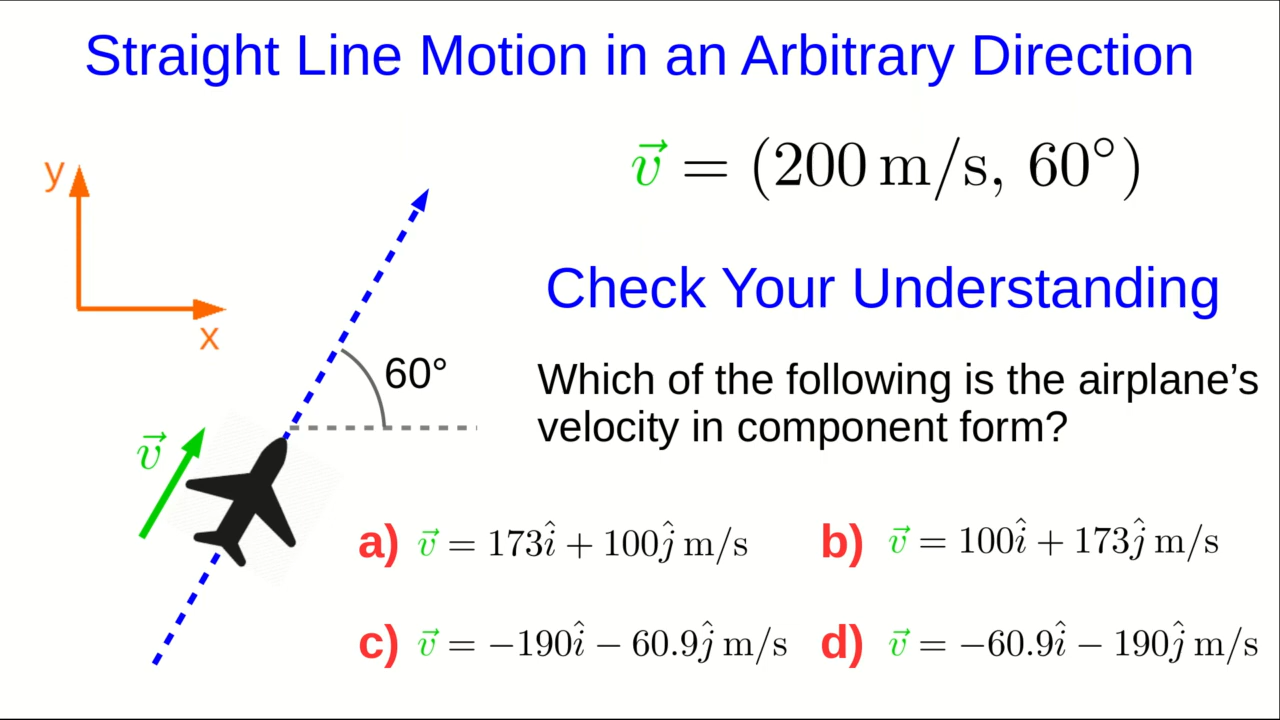 Straight Line Motion in an Arbitrary Direction
y
x
v⃗ = (200 m/s, 60°)
Check Your Understanding
60°
Which of the following is the airplane’s
velocity in component form?
v⃗
a) v⃗ = 173î + 100ĵ m/s
b) v⃗ = 100î + 173ĵ m/s
c) v⃗ = −190î − 60.9ĵ m/s
d) v⃗ = −60.9î − 190ĵ m/s